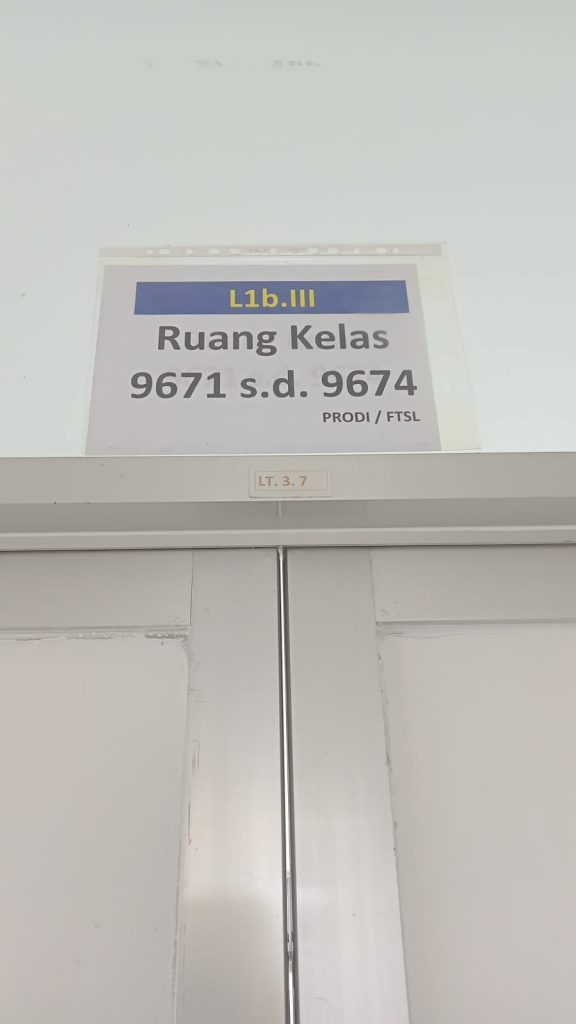 L1b.III
Ruang Kelas
9671 s.d. 9674
PRODI / FTSL
LT. 3. 7